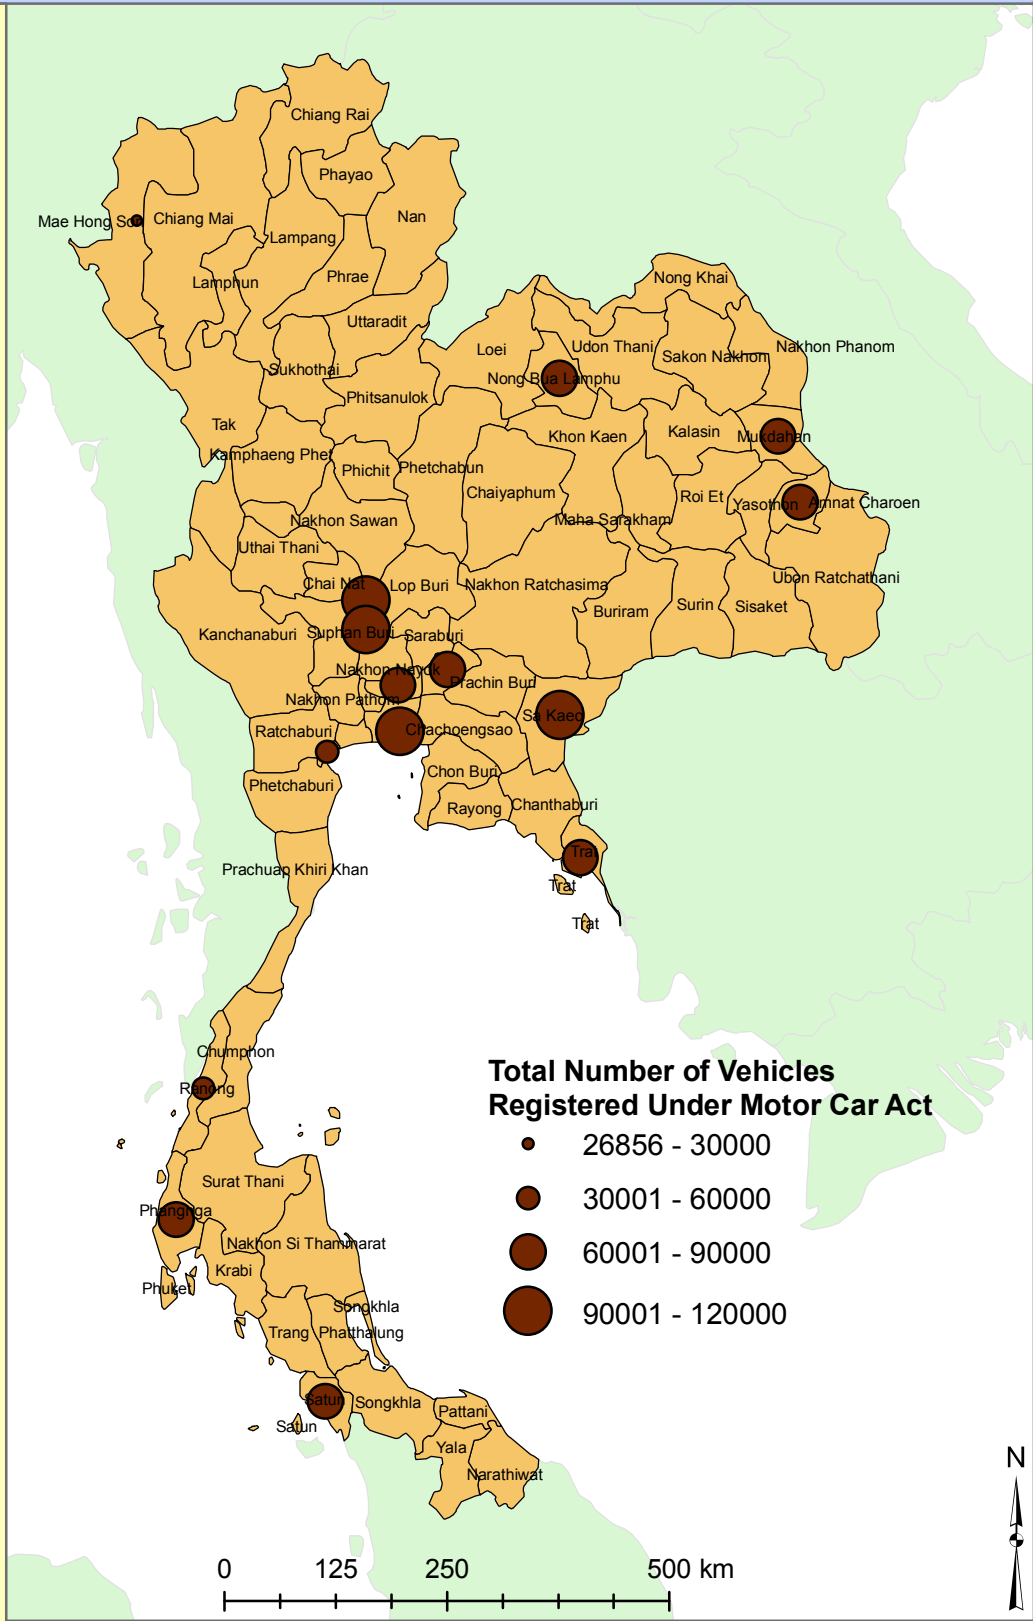 Chiang Rai
Phayao
Mae Hong Son
Chiang Mai
Nan
Lampang
Lamphun
Phrae
Nong Khai
Uttaradit
Loei
Udon Thani
Nakhon Phanom
Sakon Nakhon
Sukhothai
Nong Bua Lamphu
Phitsanulok
Tak
Khon Kaen
Kalasin
Mukdahan
Kamphaeng Phet
Phichit
Phetchabun
Chaiyaphum
Roi Et
Yasothon
Amnat Charoen
Nakhon Sawan
Maha Sarakham
Uthai Thani
Chai Nat
Lop Buri
Nakhon Ratchasima
Ubon Ratchathani
Buriram
Surin
Sisaket
Kanchanaburi
Suphan Buri
Saraburi
Nakhon Nayok
Prachin Buri
Nakhon Pathom
Sa Kaeo
Ratchaburi
Chachoengsao
Chon Buri
Phetchaburi
Rayong
Chanthaburi
Trat
Prachuap Khiri Khan
Trat
Trat
Chumphon
Ranong
Total Number of Vehicles
Registered Under Motor Car Act
26856 - 30000
30001 - 60000
60001 - 90000
90001 - 120000
Surat Thani
Phangnga
Nakhon Si Thammarat
Krabi
Phuket
Songkhla
Trang
Phatthalung
Satun
Songkhla
Pattani
Satun
Yala
Narathiwat
N
0 125 250 500 km